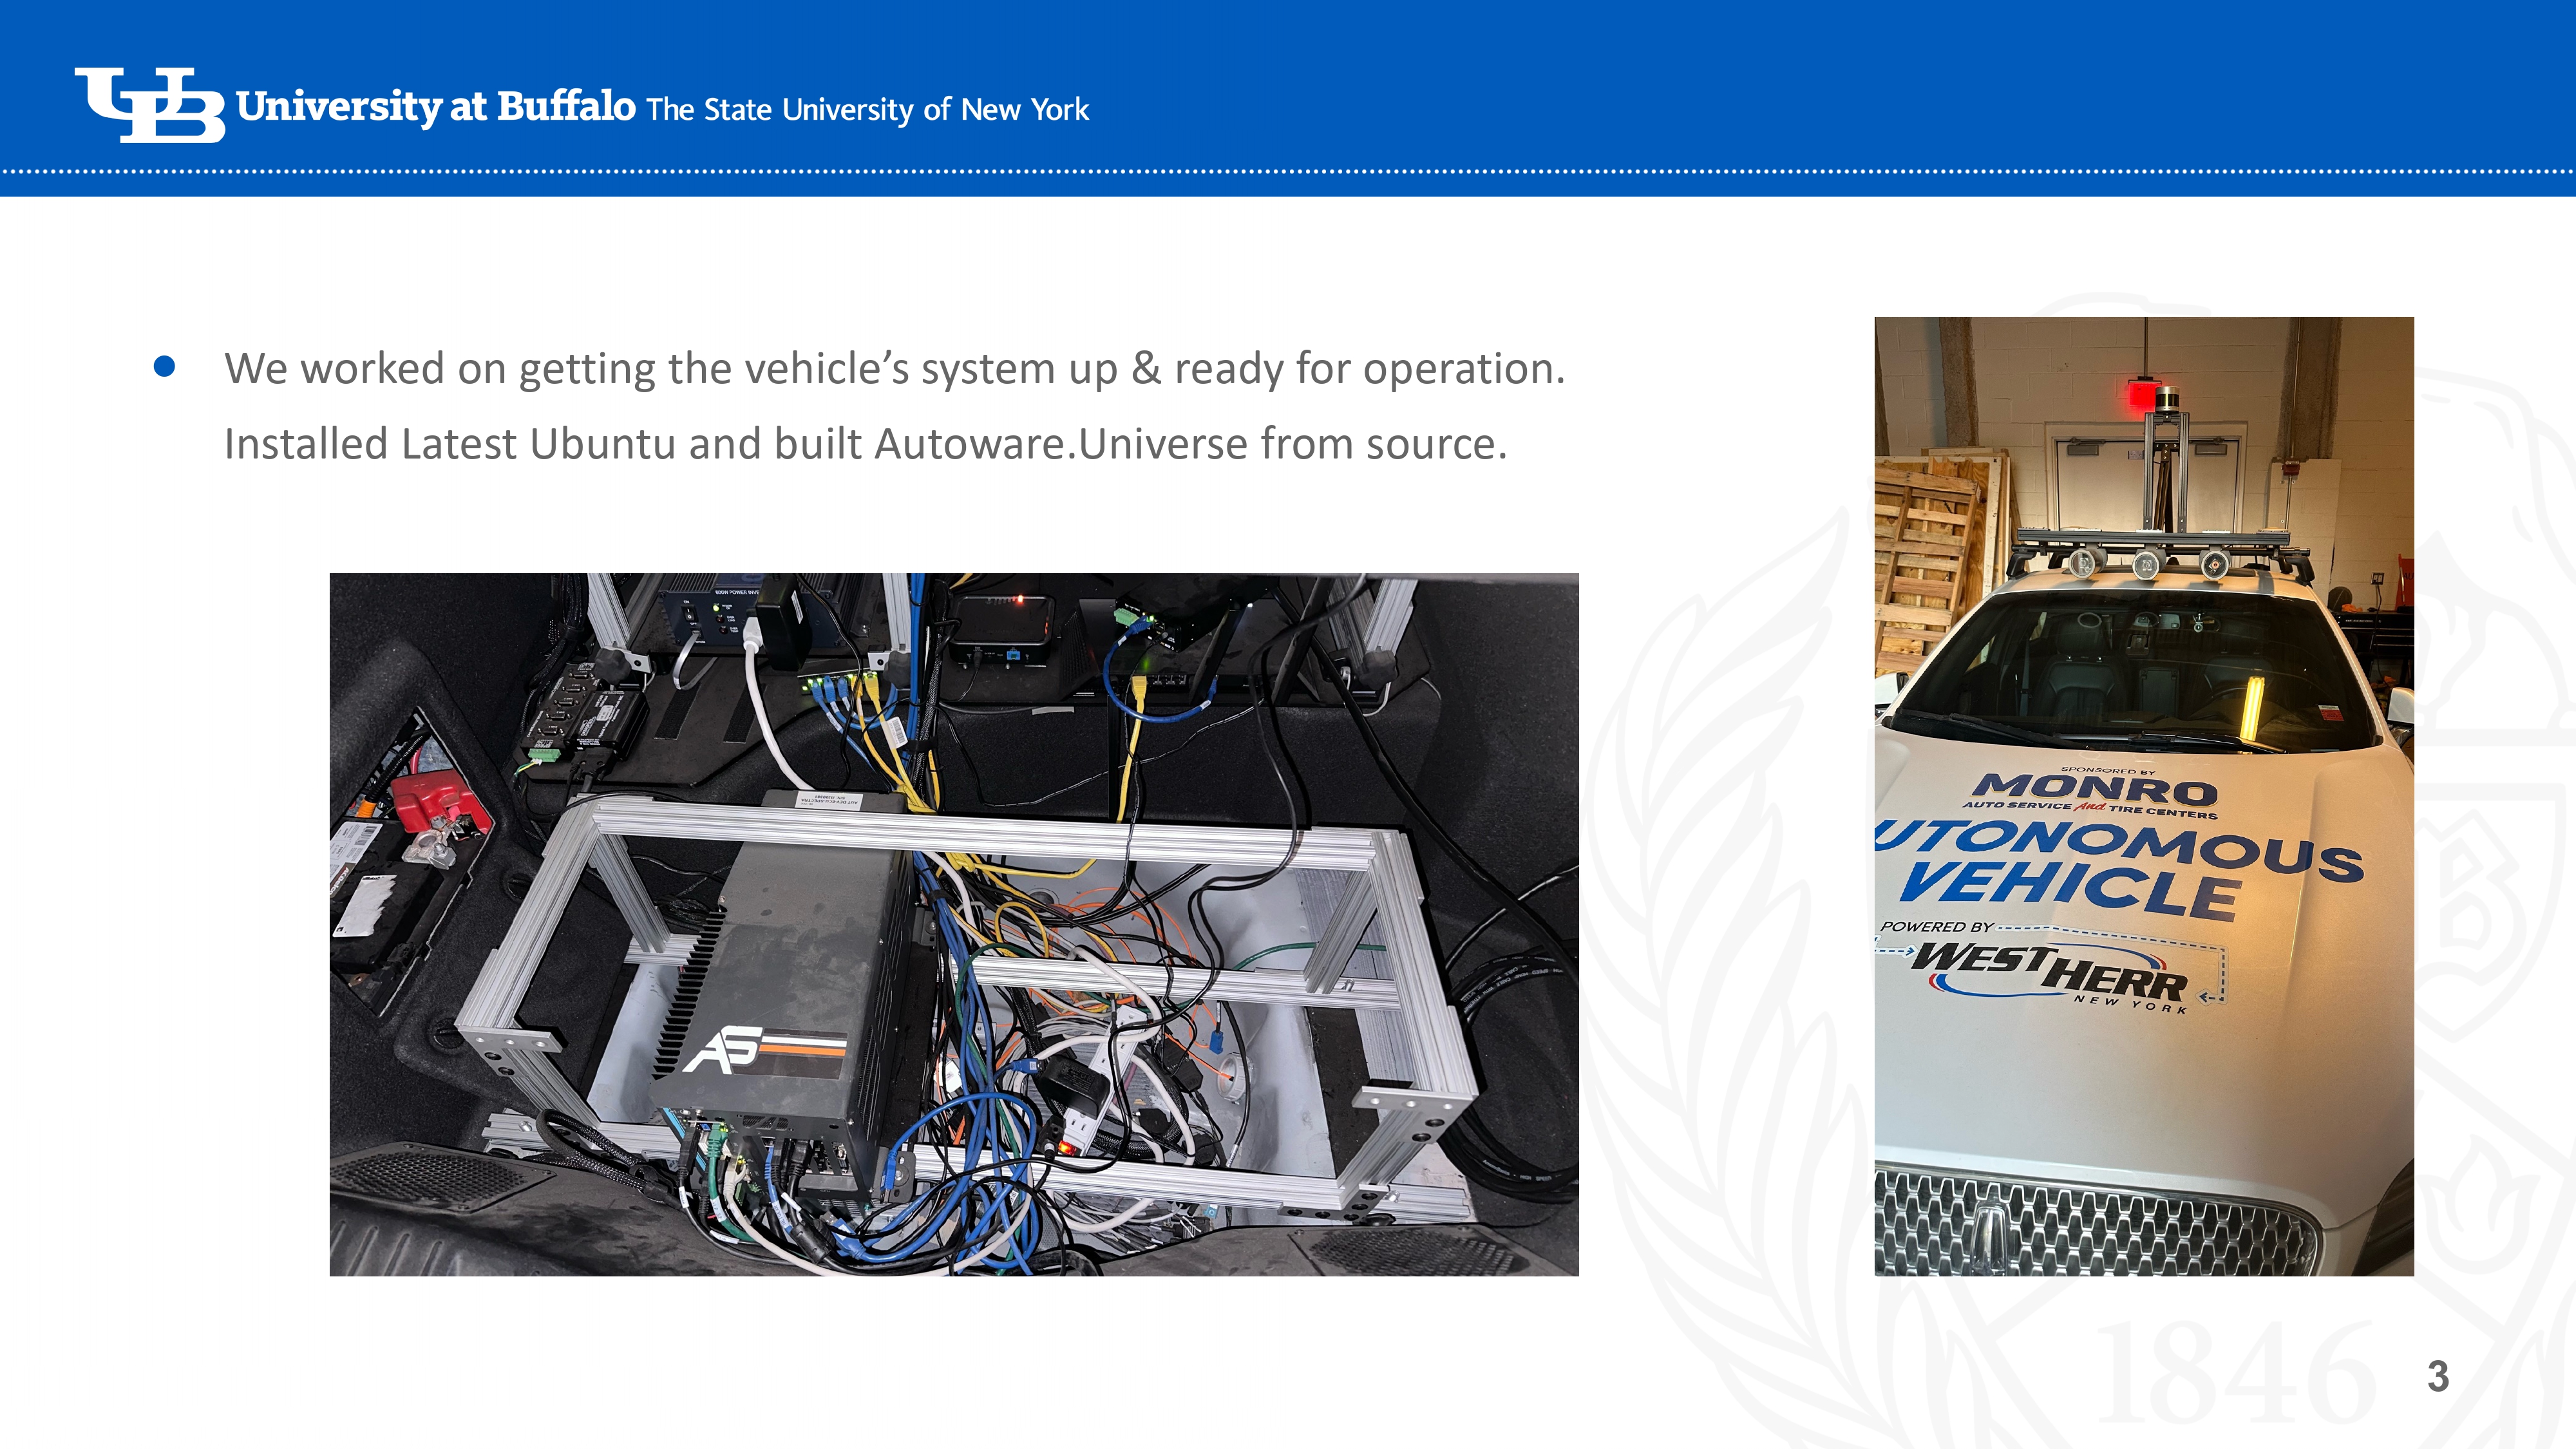 UB University at Buffalo The State University of New York
We worked on getting the vehicle’s system up & ready for operation.
Installed Latest Ubuntu and built Autoware.Universe from source.
AS
SPONSORED BY
MONRO
AUTO SERVICE And TIRE CENTERS
UTONOMOUS
VEHICLE
POWERED BY
WEST HERR
NEW YORK
1846
3